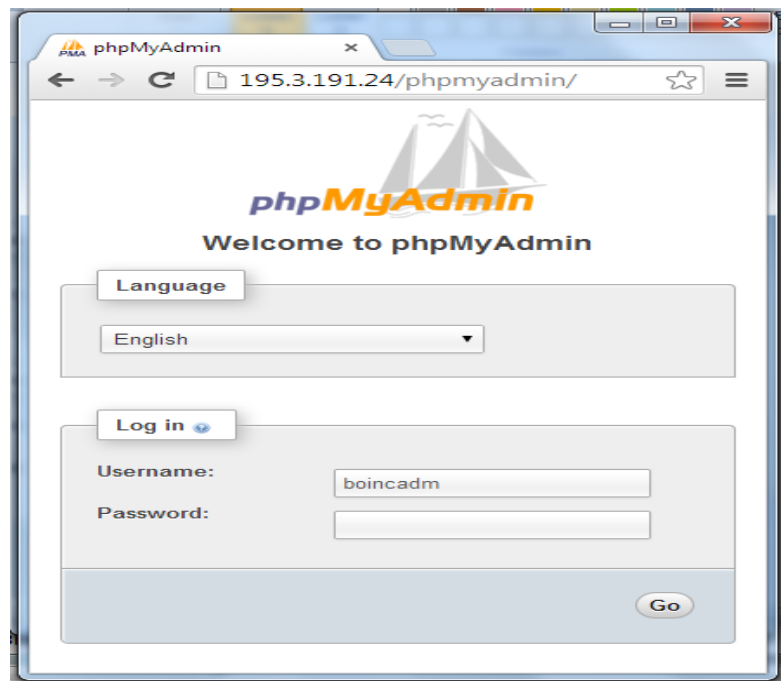 phpMyAdmin
195.3.191.24/phpmyadmin/
phpMyAdmin
Welcome to phpMyAdmin
Language
English
Log in
Username:
boincadm
Password:
Go